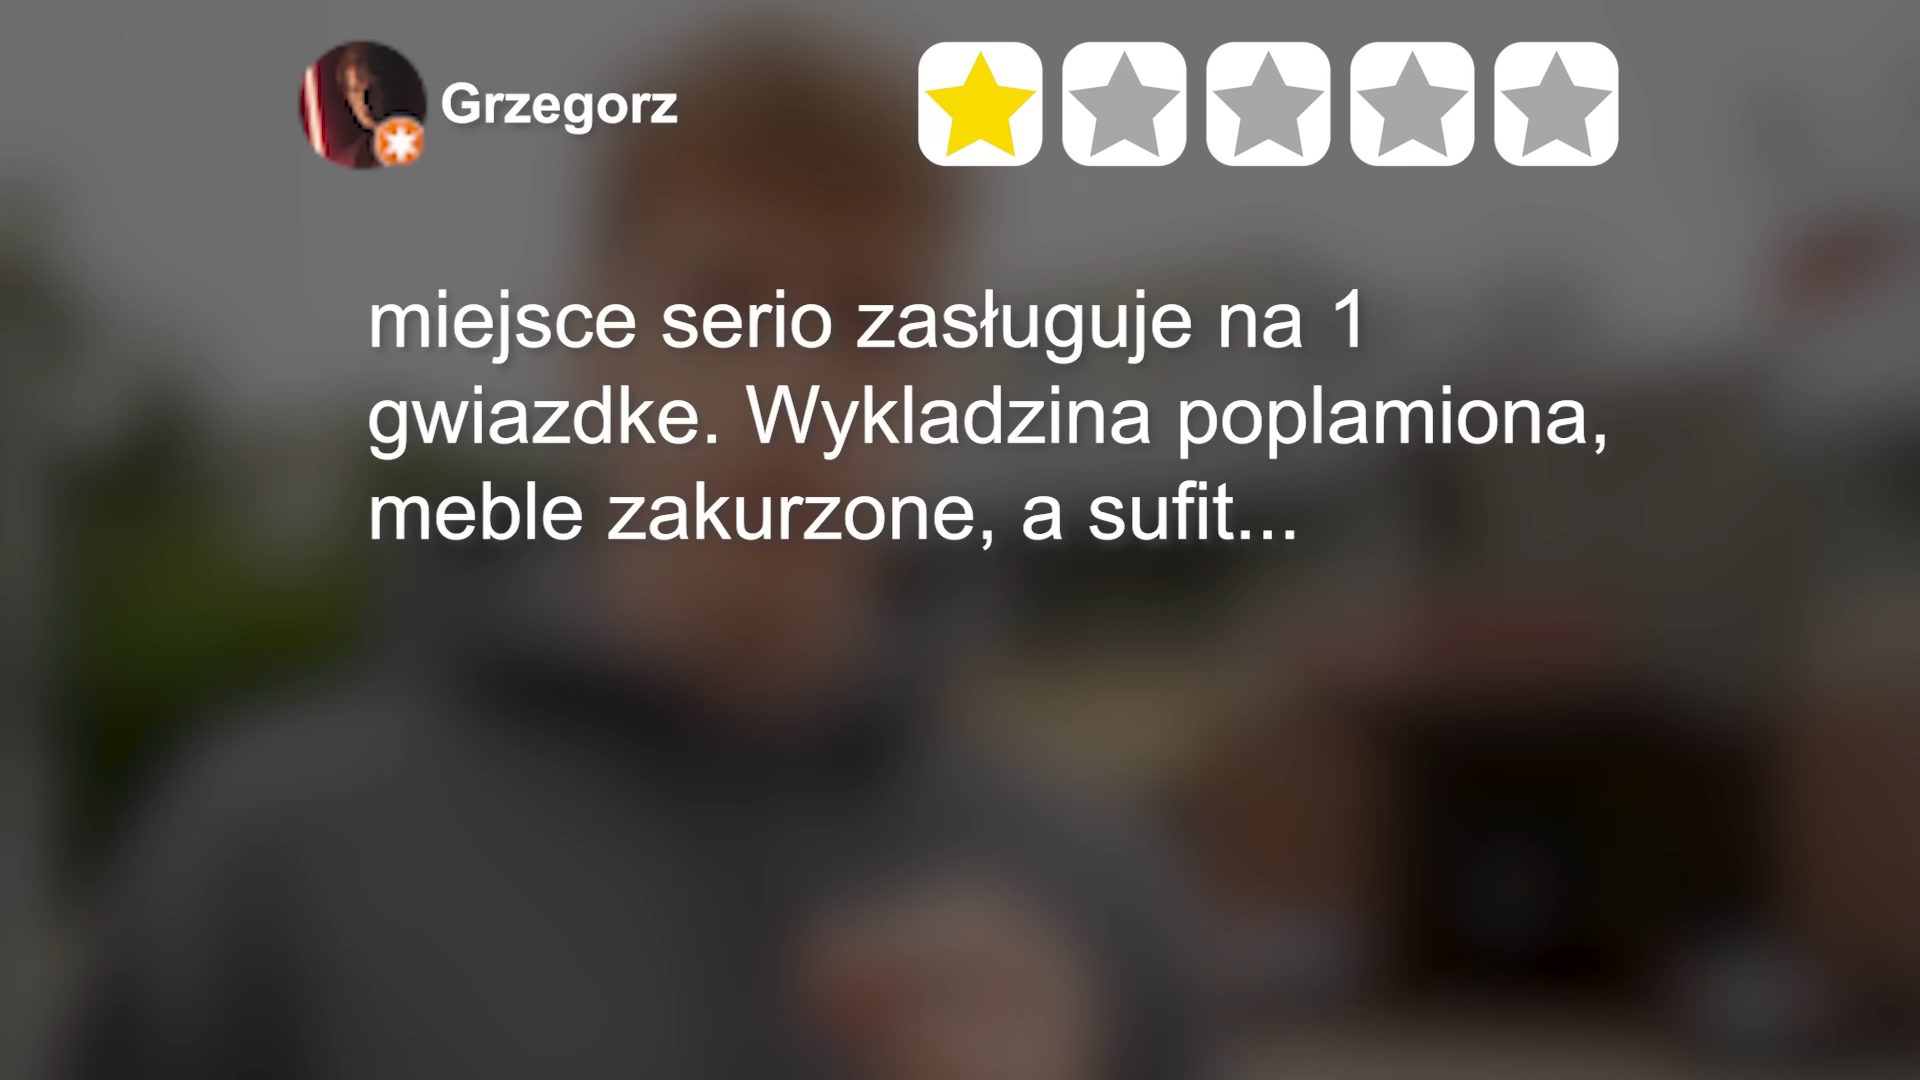 Grzegorz
miejsce serio zasługuje na 1
gwiazdke. Wykladzina poplamiona,
meble zakurzone, a sufit...